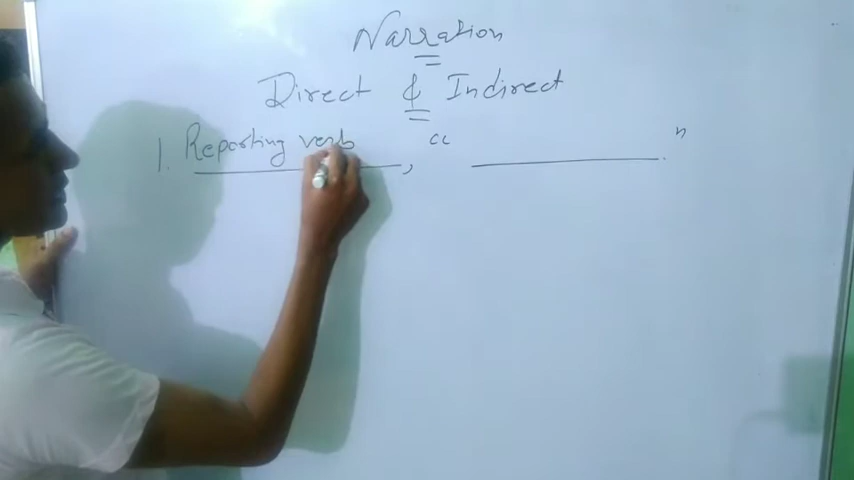 Narration
Direct & Indirect
1. Reporting verb , " ."